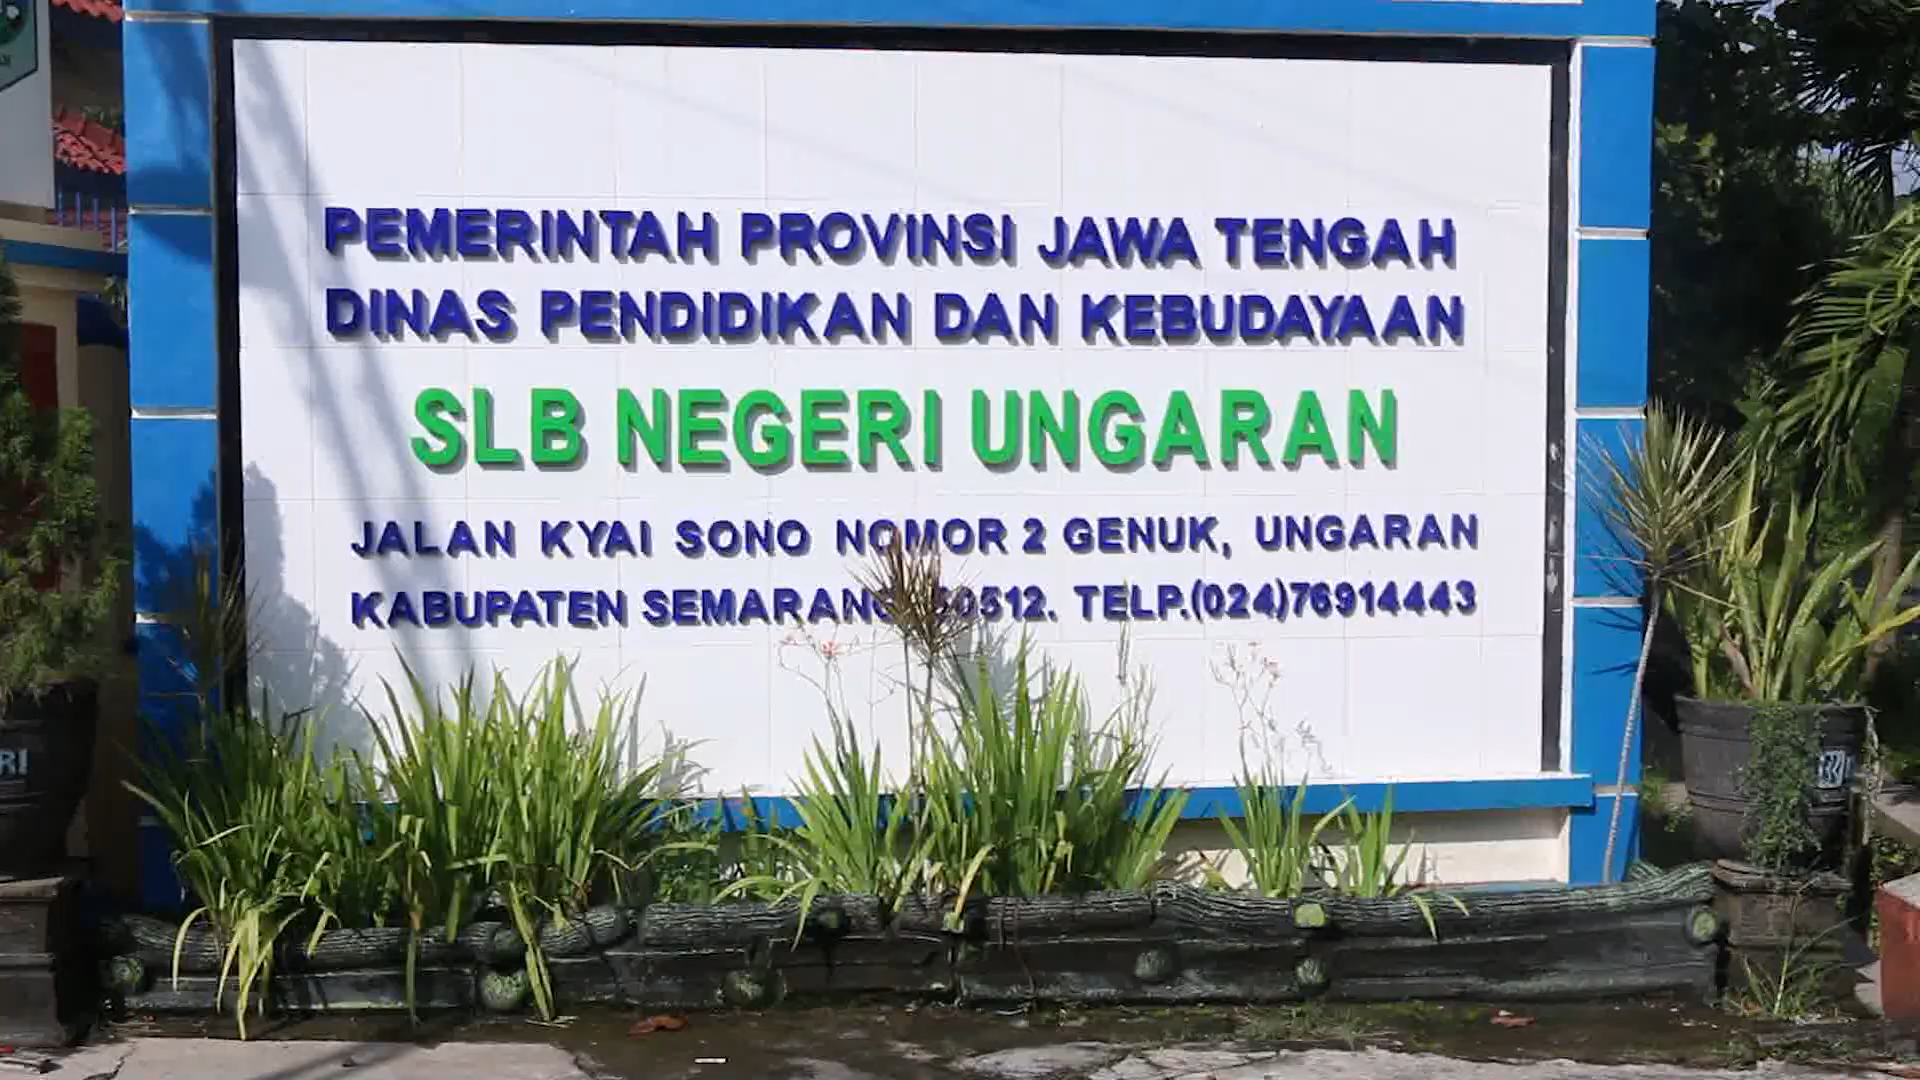 PEMERINTAH PROVINSI JAWA TENGAH
DINAS PENDIDIKAN DAN KEBUDAYAAN
SLB NEGERI UNGARAN
JALAN KYAI SONO NOMOR 2 GENUK, UNGARAN
KABUPATEN SEMARANG 50512. TELP.(024)76914443
RI